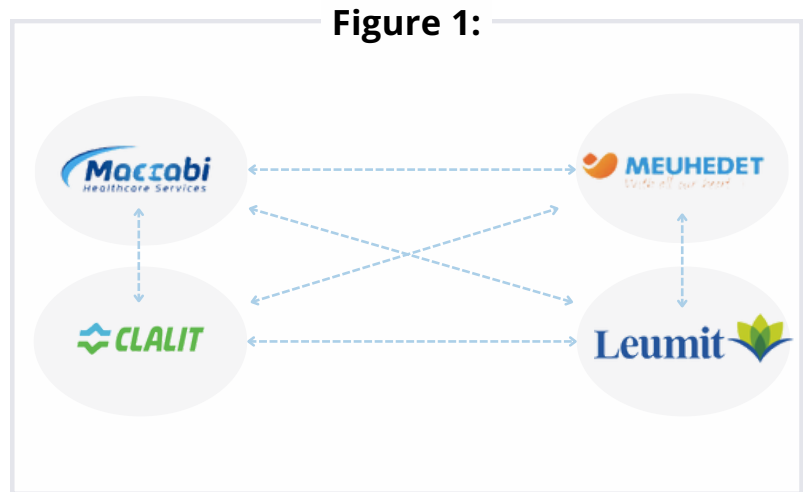 Figure 1:
Maccabi
Healthcare Services
MEUHEDET
CLALIT
Leumit